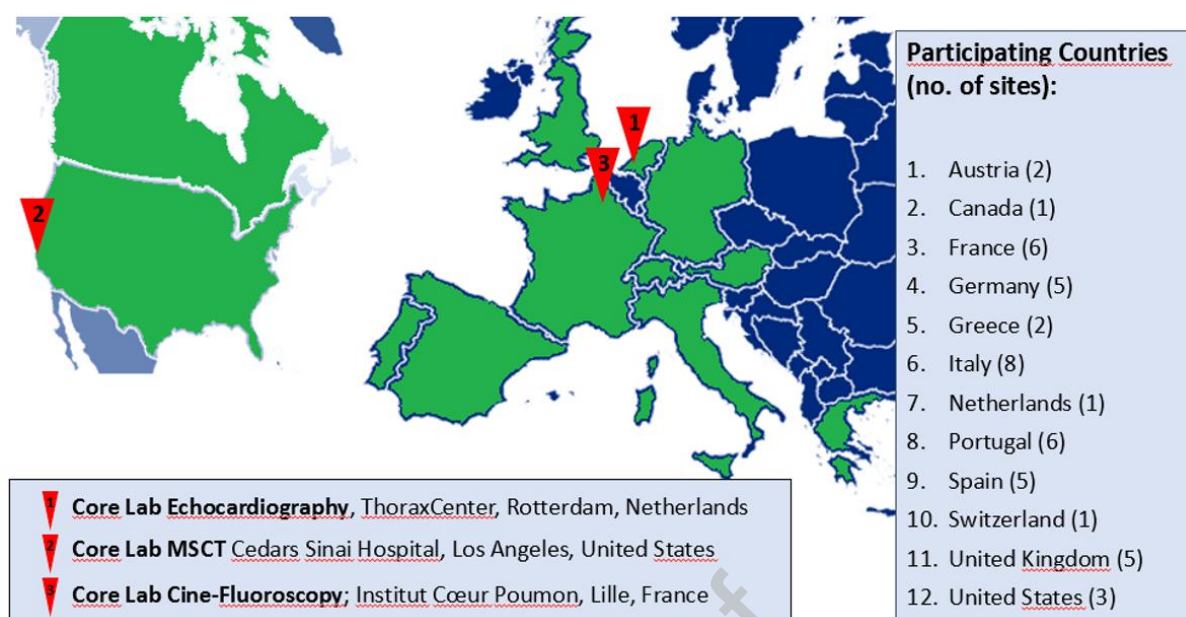 Participating Countries
(no. of sites):
1. Austria (2)
2. Canada (1)
3. France (6)
4. Germany (5)
5. Greece (2)
6. Italy (8)
7. Netherlands (1)
8. Portugal (6)
9. Spain (5)
10. Switzerland (1)
11. United Kingdom (5)
12. United States (3)
1
3
2
1 Core Lab Echocardiography, ThoraxCenter, Rotterdam, Netherlands
2 Core Lab MSCT Cedars Sinai Hospital, Los Angeles, United States
3 Core Lab Cine-Fluoroscopy; Institut Cœur Poumon, Lille, France
f